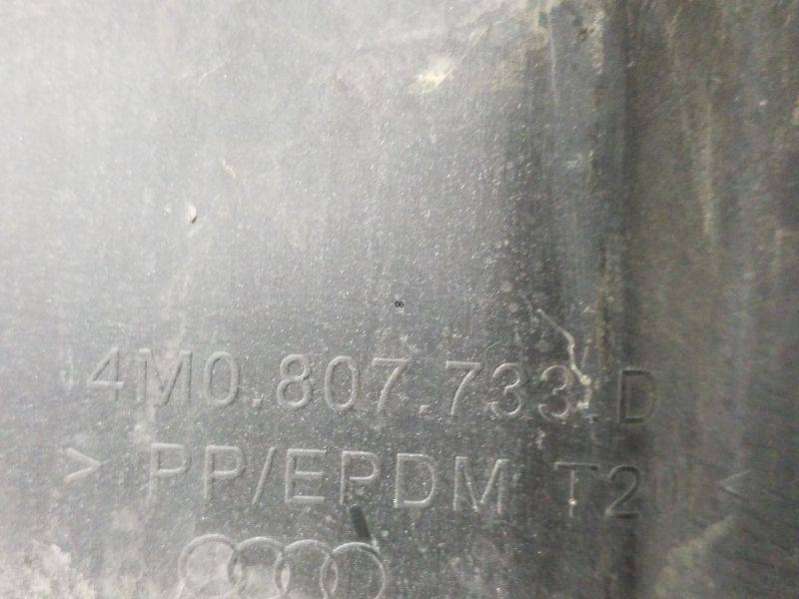 4M0.807.733.D
> PP/EPDM T2 <